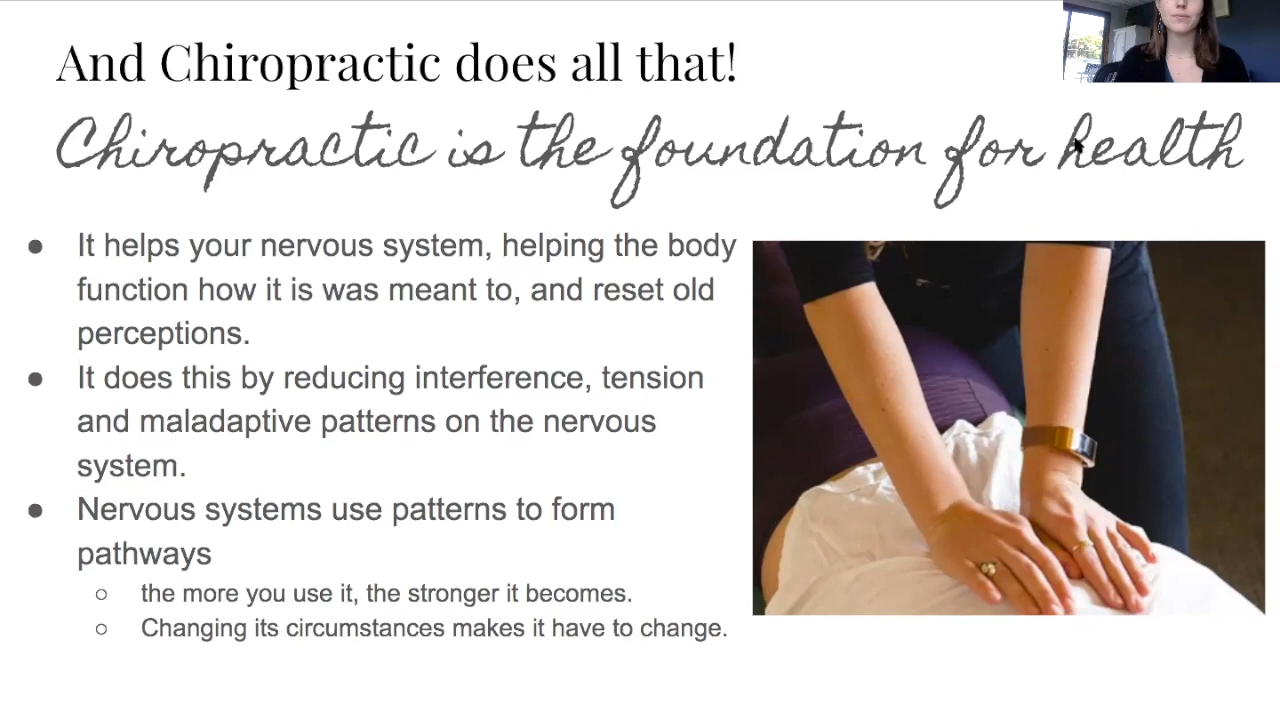 And Chiropractic does all that!
Chiropractic is the foundation for health
● It helps your nervous system, helping the body
function how it is was meant to, and reset old
perceptions.
● It does this by reducing interference, tension
and maladaptive patterns on the nervous
system.
● Nervous systems use patterns to form
pathways
○ the more you use it, the stronger it becomes.
○ Changing its circumstances makes it have to change.